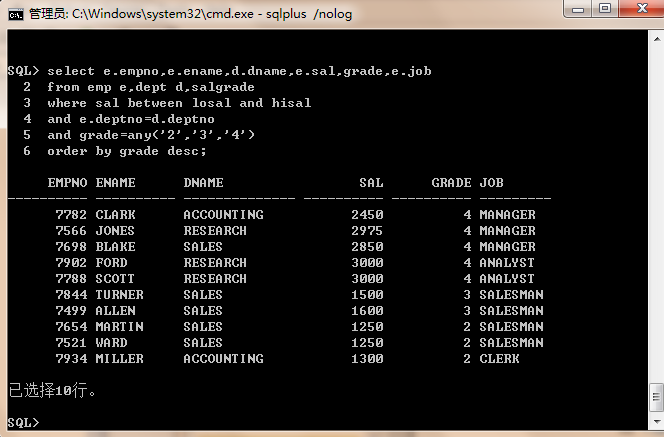 管理员: C:\Windows\system32\cmd.exe - sqlplus  /nolog
SQL> select e.empno,e.ename,d.dname,e.sal,grade,e.job
  2  from emp e,dept d,salgrade
  3  where sal between losal and hisal
  4  and e.deptno=d.deptno
  5  and grade=any('2','3','4')
  6  order by grade desc;
     EMPNO ENAME      DNAME                 SAL      GRADE JOB
---------- ---------- -------------- ---------- ---------- ---------
      7782 CLARK      ACCOUNTING           2450          4 MANAGER
      7566 JONES      RESEARCH             2975          4 MANAGER
      7698 BLAKE      SALES                2850          4 MANAGER
      7902 FORD       RESEARCH             3000          4 ANALYST
      7788 SCOTT      RESEARCH             3000          4 ANALYST
      7844 TURNER     SALES                1500          3 SALESMAN
      7499 ALLEN      SALES                1600          3 SALESMAN
      7654 MARTIN     SALES                1250          2 SALESMAN
      7521 WARD       SALES                1250          2 SALESMAN
      7934 MILLER     ACCOUNTING           1300          2 CLERK
已选择10行。
SQL>